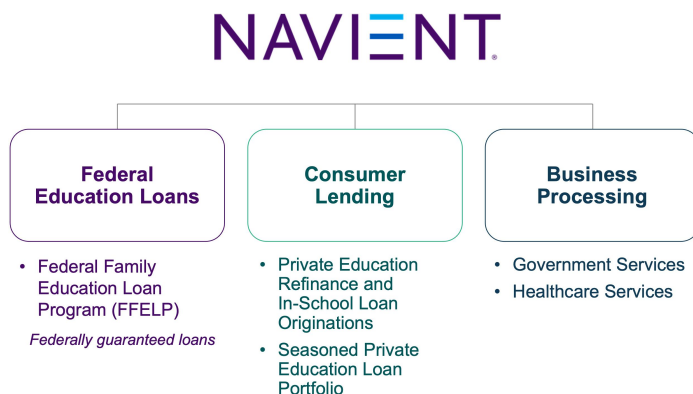 NAVIENT®
Federal
Education Loans
Consumer
Lending
Business
Processing
• Federal Family
Education Loan
Program (FFELP)
Federally guaranteed loans
• Private Education
Refinance and
In-School Loan
Originations
• Seasoned Private
Education Loan
Portfolio
• Government Services
• Healthcare Services